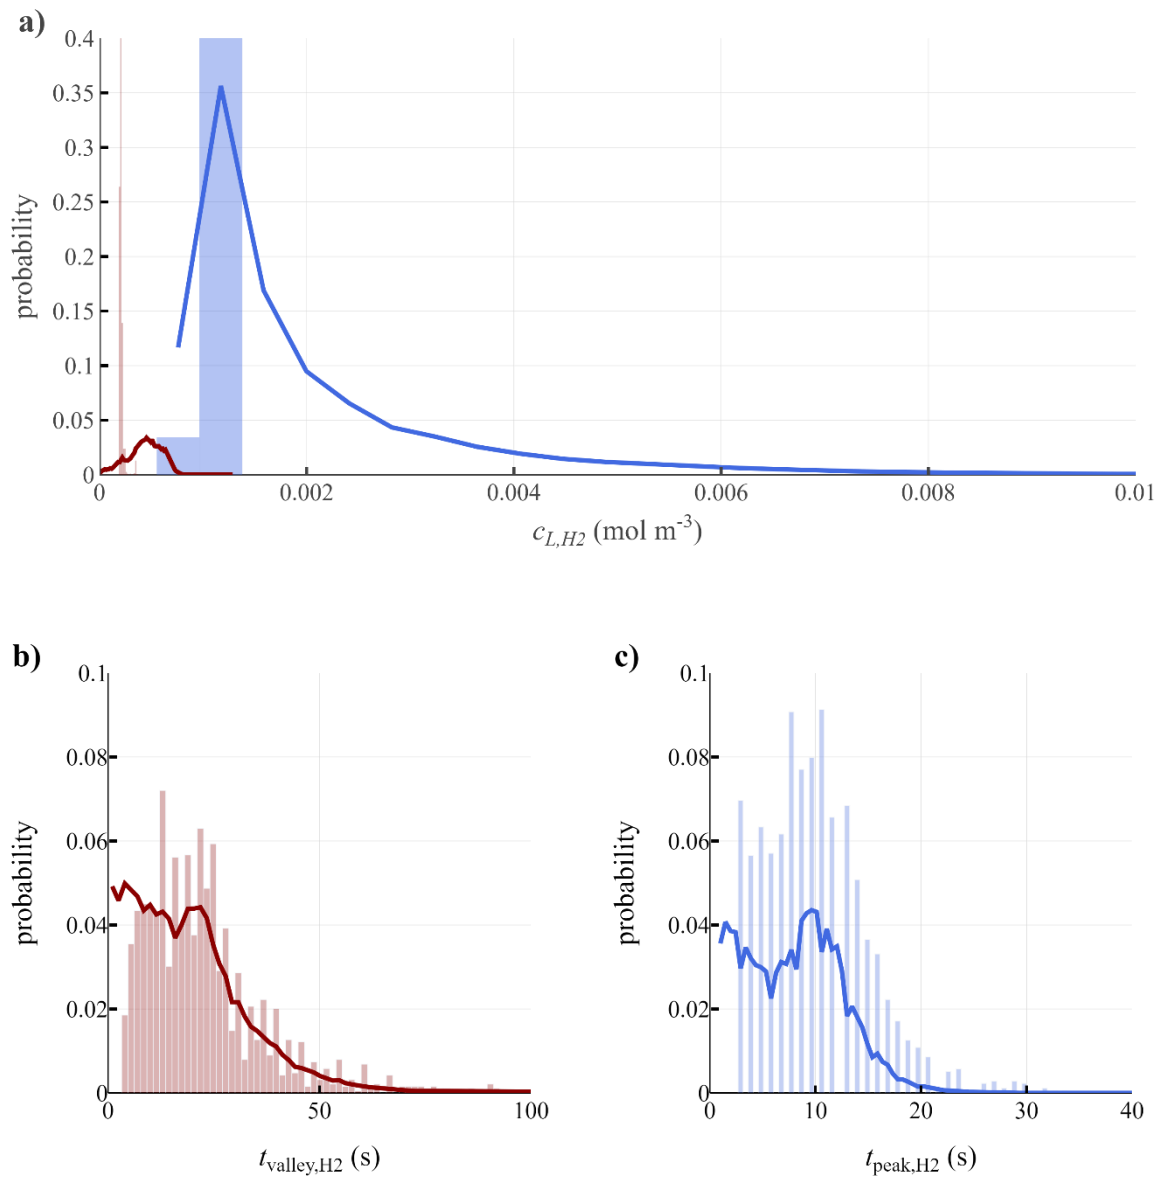 a)
0.4
0.35
0.3
0.25
0.2
0.15
0.1
0.05
0
probability
0 0.002 0.004 0.006 0.008 0.01
c_{L,H2} (mol m^{-3})
b)
0.1
0.08
0.06
0.04
0.02
0
probability
0 50 100
t_{valley,H2} (s)
c)
0.1
0.08
0.06
0.04
0.02
0
probability
0 10 20 30 40
t_{peak,H2} (s)